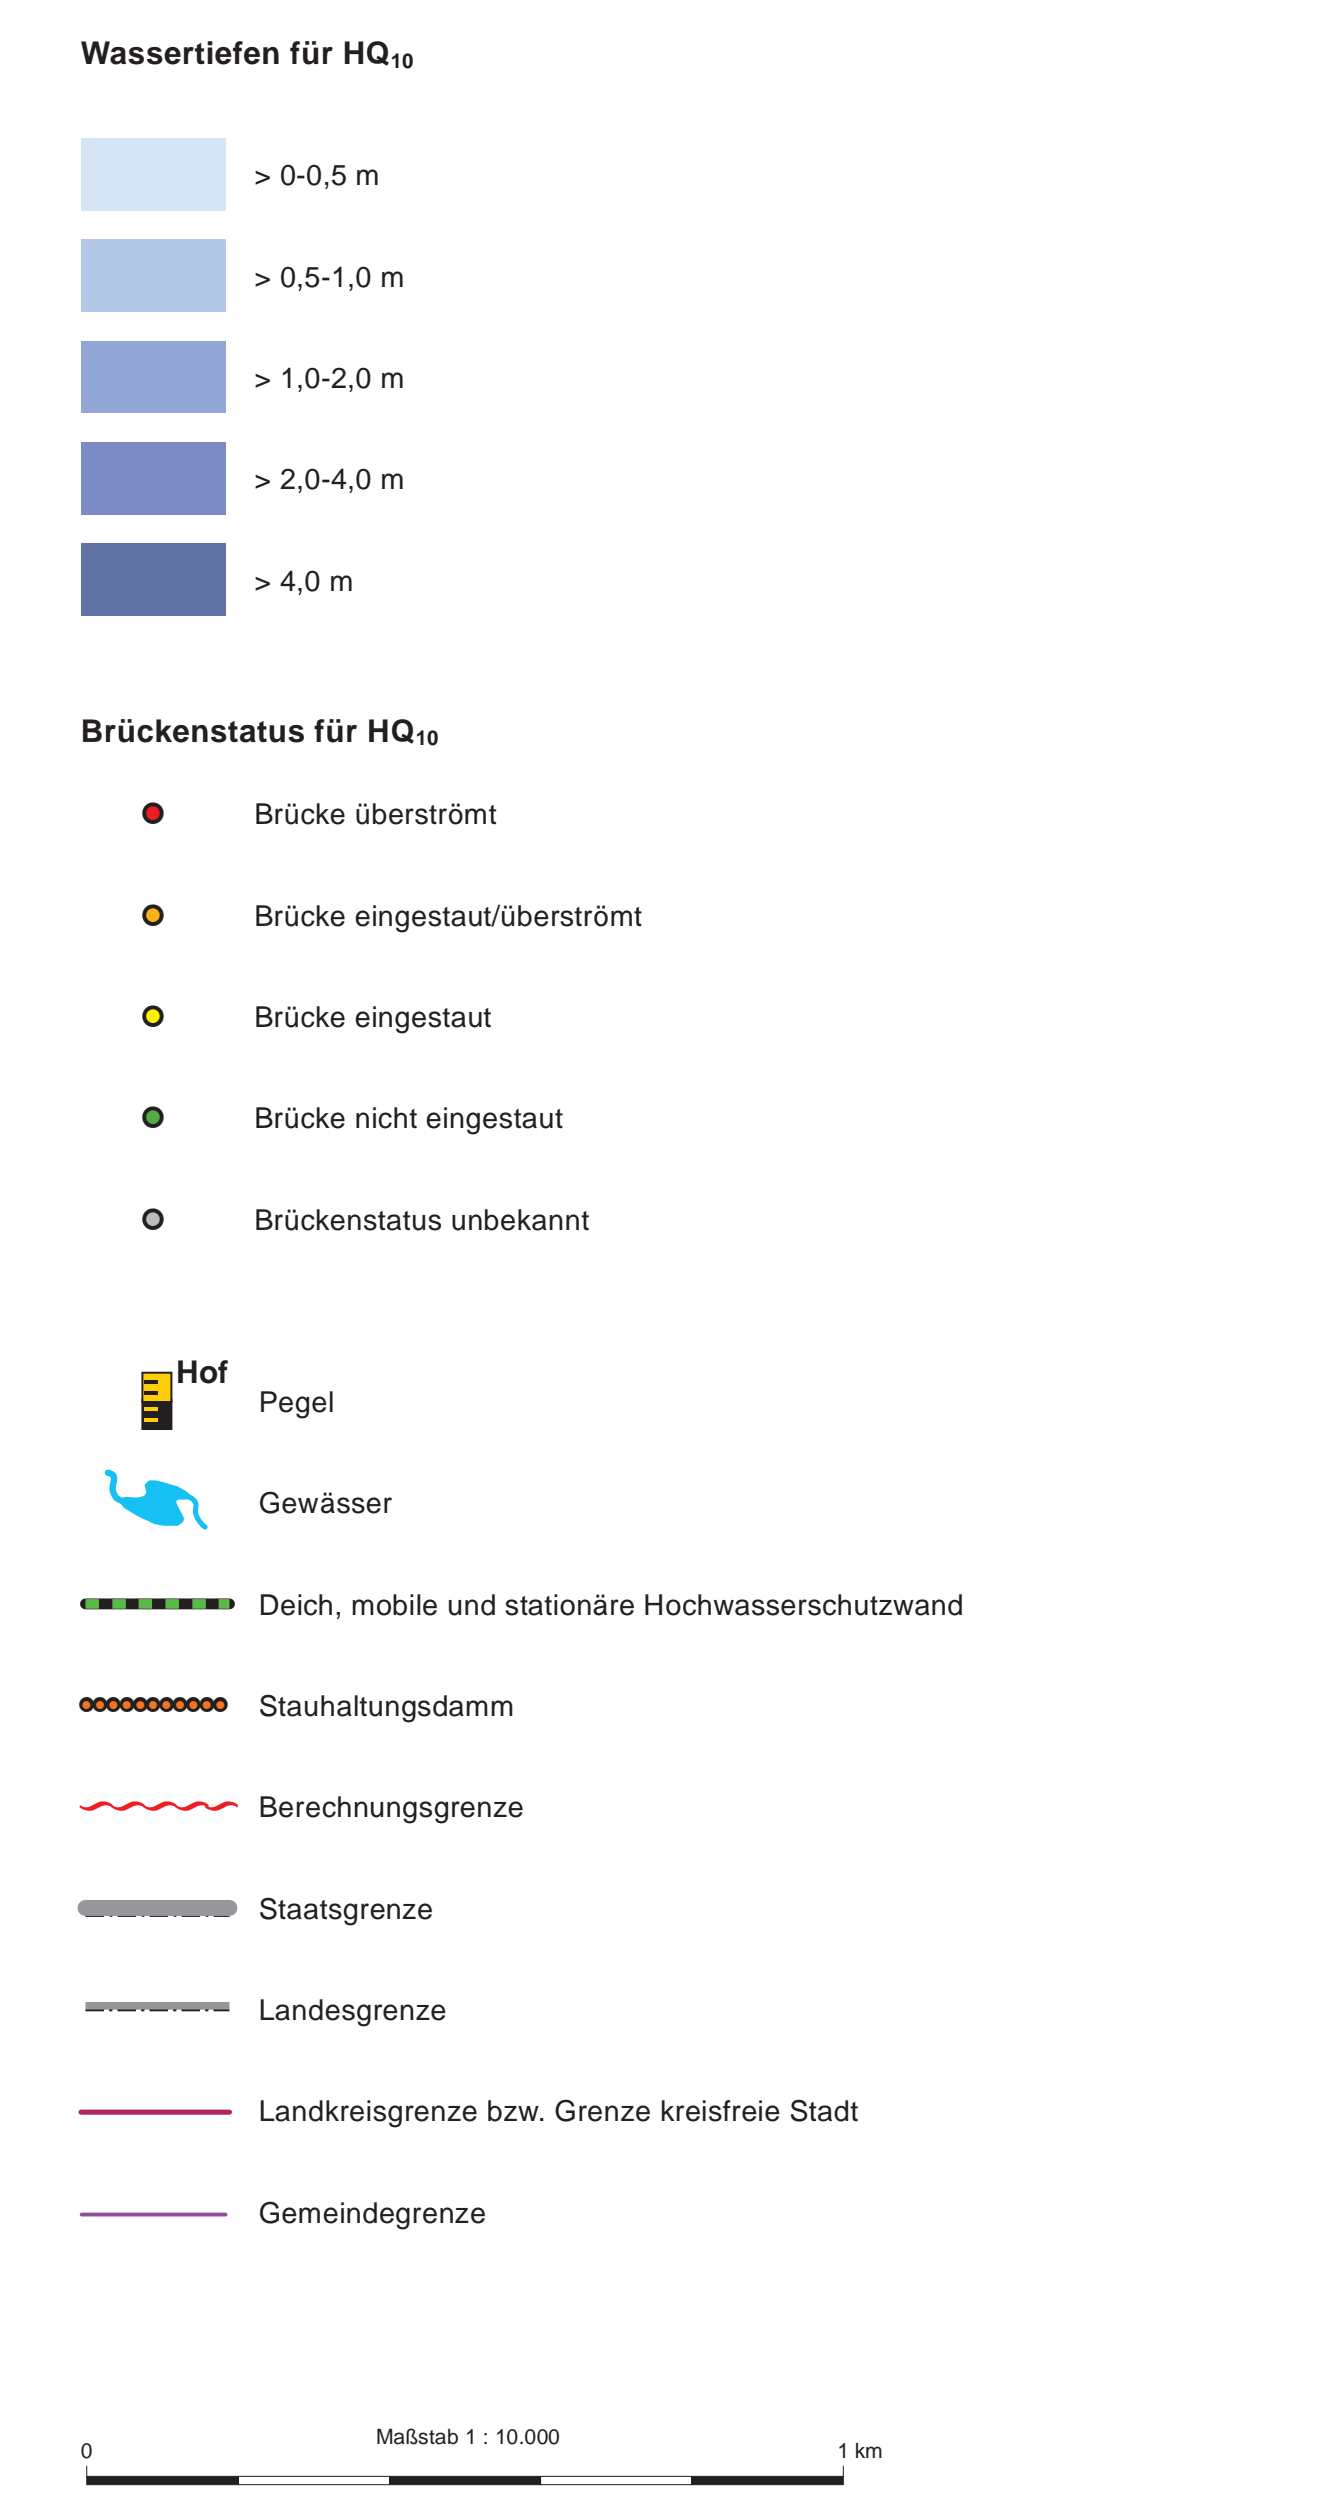 Wassertiefen für HQ₁₀
> 0-0,5 m
> 0,5-1,0 m
> 1,0-2,0 m
> 2,0-4,0 m
> 4,0 m
Brückenstatus für HQ₁₀
Brücke überströmt
Brücke eingestaut/überströmt
Brücke eingestaut
Brücke nicht eingestaut
Brückenstatus unbekannt
Hof
Pegel
Gewässer
Deich, mobile und stationäre Hochwasserschutzwand
Stauhaltungsdamm
Berechnungsgrenze
Staatsgrenze
Landesgrenze
Landkreisgrenze bzw. Grenze kreisfreie Stadt
Gemeindegrenze
Maßstab 1 : 10.000
0 1 km